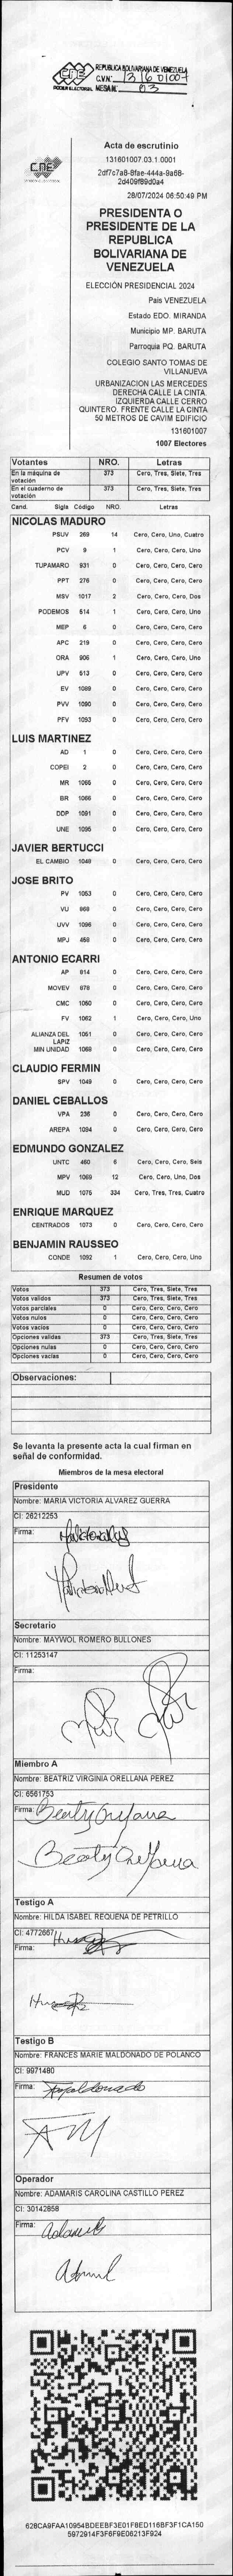 CNE
PODER ELECTORAL
REPUBLICA BOLIVARIANA DE VENEZUELA
C.V.N: 131601007
MESA N: 03
CNE
Acta de escrutinio
131601007.03.1.0001
2df7c7a8-8fae-444a-9a68-
2d409f89d0a4
28/07/2024 06:50:49 PM
PRESIDENTA O
PRESIDENTE DE LA
REPUBLICA
BOLIVARIANA DE
VENEZUELA
ELECCIÓN PRESIDENCIAL 2024
País VENEZUELA
Estado EDO. MIRANDA
Municipio MP. BARUTA
Parroquia PQ. BARUTA
COLEGIO SANTO TOMAS DE
VILLANUEVA
URBANIZACION LAS MERCEDES
DERECHA CALLE LA CINTA.
IZQUIERDA CALLE CERRO
QUINTERO. FRENTE CALLE LA CINTA
50 METROS DE CAVIM EDIFICIO
131601007
1007 Electores
Votantes NRO. Letras
En la máquina de votación 373 Cero, Tres, Siete, Tres
En el cuaderno de votación 373 Cero, Tres, Siete, Tres
Cand. Sigla Código NRO. Letras
NICOLAS MADURO
PSUV 269 14 Cero, Cero, Uno, Cuatro
PCV 9 1 Cero, Cero, Cero, Uno
TUPAMARO 931 0 Cero, Cero, Cero, Cero
PPT 276 0 Cero, Cero, Cero, Cero
MSV 1017 2 Cero, Cero, Cero, Dos
PODEMOS 514 1 Cero, Cero, Cero, Uno
MEP 6 0 Cero, Cero, Cero, Cero
APC 219 0 Cero, Cero, Cero, Cero
ORA 906 1 Cero, Cero, Cero, Uno
UPV 613 0 Cero, Cero, Cero, Cero
EV 1089 0 Cero, Cero, Cero, Cero
PVV 1090 0 Cero, Cero, Cero, Cero
PFV 1093 0 Cero, Cero, Cero, Cero
LUIS MARTINEZ
AD 1 0 Cero, Cero, Cero, Cero
COPEI 2 0 Cero, Cero, Cero, Cero
MR 1065 0 Cero, Cero, Cero, Cero
BR 1066 0 Cero, Cero, Cero, Cero
DDP 1091 0 Cero, Cero, Cero, Cero
UNE 1095 0 Cero, Cero, Cero, Cero
JAVIER BERTUCCI
EL CAMBIO 1048 0 Cero, Cero, Cero, Cero
JOSE BRITO
PV 1053 0 Cero, Cero, Cero, Cero
VU 969 0 Cero, Cero, Cero, Cero
UVV 1096 0 Cero, Cero, Cero, Cero
MPJ 458 0 Cero, Cero, Cero, Cero
ANTONIO ECARRI
AP 914 0 Cero, Cero, Cero, Cero
MOVEV 878 0 Cero, Cero, Cero, Cero
CMC 1060 0 Cero, Cero, Cero, Cero
FV 1062 1 Cero, Cero, Cero, Uno
ALIANZA DEL LAPIZ 1051 0 Cero, Cero, Cero, Cero
MIN UNIDAD 1068 0 Cero, Cero, Cero, Cero
CLAUDIO FERMIN
SPV 1049 0 Cero, Cero, Cero, Cero
DANIEL CEBALLOS
VPA 236 0 Cero, Cero, Cero, Cero
AREPA 1094 0 Cero, Cero, Cero, Cero
EDMUNDO GONZALEZ
UNTC 460 6 Cero, Cero, Cero, Seis
MPV 1069 12 Cero, Cero, Uno, Dos
MUD 1075 334 Cero, Tres, Tres, Cuatro
ENRIQUE MARQUEZ
CENTRADOS 1073 0 Cero, Cero, Cero, Cero
BENJAMIN RAUSSEO
CONDE 1092 1 Cero, Cero, Cero, Uno
Resumen de votos
Votos 373 Cero, Tres, Siete, Tres
Votos validos 373 Cero, Tres, Siete, Tres
Votos parciales 0 Cero, Cero, Cero, Cero
Votos nulos 0 Cero, Cero, Cero, Cero
Votos vacios 0 Cero, Cero, Cero, Cero
Opciones validas 373 Cero, Tres, Siete, Tres
Opciones nulas 0 Cero, Cero, Cero, Cero
Opciones vacias 0 Cero, Cero, Cero, Cero
Observaciones:
Se levanta la presente acta la cual firman en
señal de conformidad.
Miembros de la mesa electoral
Presidente
Nombre: MARIA VICTORIA ALVAREZ GUERRA
CI: 26212253
Firma:
Secretario
Nombre: MAYWOL ROMERO BULLONES
CI: 11253147
Firma:
Miembro A
Nombre: BEATRIZ VIRGINIA ORELLANA PEREZ
CI: 6561753
Firma:
Testigo A
Nombre: HILDA ISABEL REQUENA DE PETRILLO
CI: 4772667
Firma:
Testigo B
Nombre: FRANCES MARIE MALDONADO DE POLANCO
CI: 9971480
Firma:
Operador
Nombre: ADAMARIS CAROLINA CASTILLO PEREZ
CI: 30142858
Firma:
628CA9FAA10954BDEEBF3E01F8ED116BF3F1CA150
5972914F3F6F9E06213F924